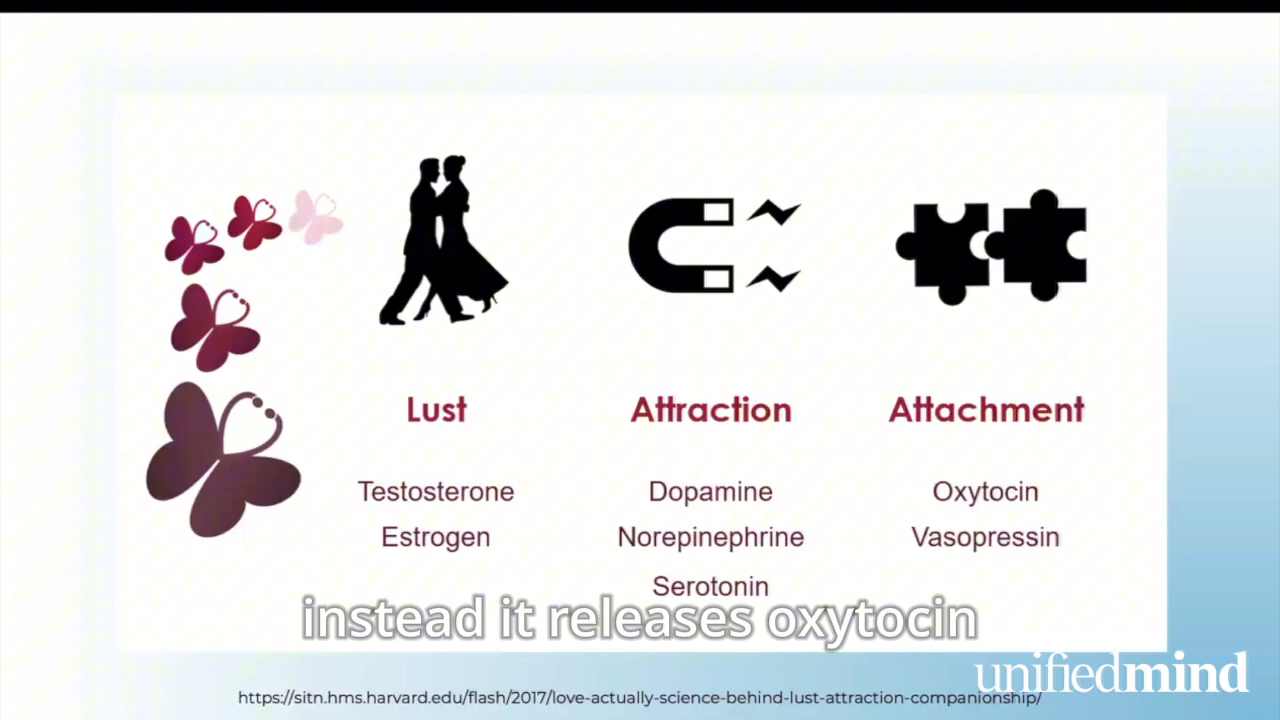 Lust
Attraction
Attachment
Testosterone
Dopamine
Oxytocin
Estrogen
Norepinephrine
Vasopressin
Serotonin
instead it releases oxytocin
unifiedmind
https://sitn.hms.harvard.edu/flash/2017/love-actually-science-behind-lust-attraction-companionship/